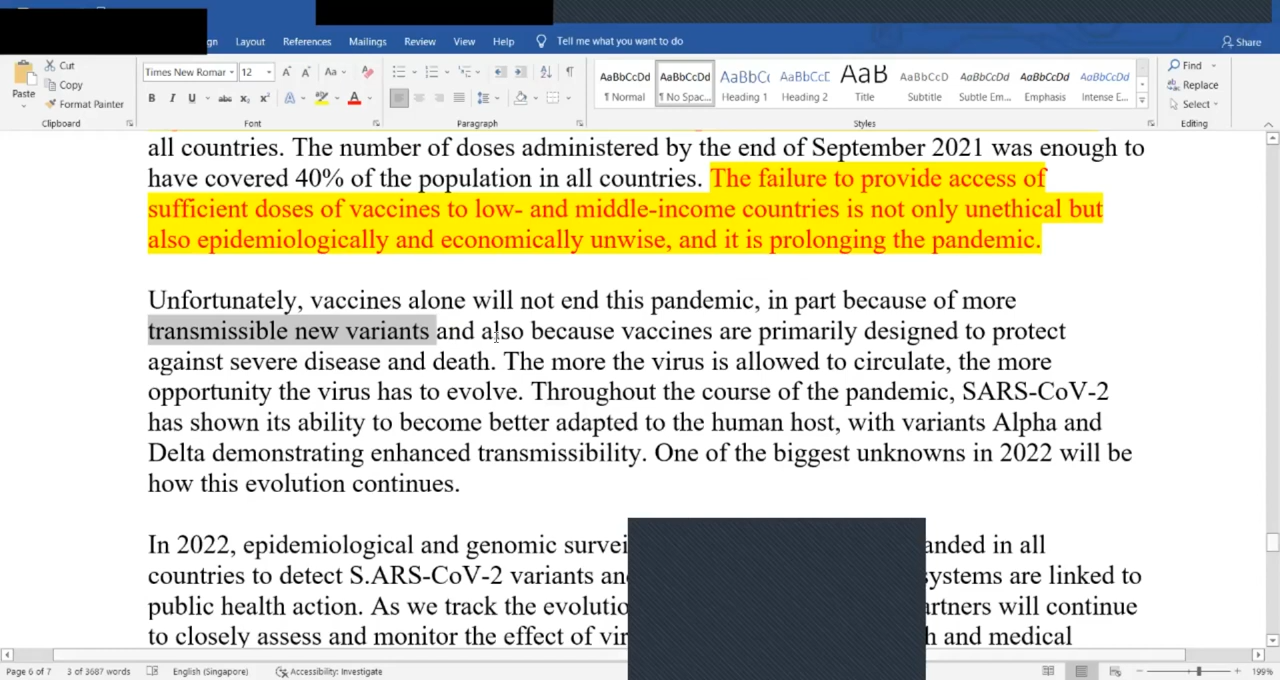 gn Layout References Mailings Review View Help Tell me what you want to do Share
Paste Cut Copy Format Painter Clipboard
Times New Romar 12 Font
Paragraph
AaBbCcDd ¶ Normal AaBbCcDd ¶ No Spac... AaBbCc Heading 1 AaBbCcD Heading 2 AaB Title AaBbCcDd Subtitle AaBbCcDd Subtle Em... AaBbCcDd Emphasis AaBbCcDd Intense E... Styles
Find Replace Select Editing
all countries. The number of doses administered by the end of September 2021 was enough to
have covered 40% of the population in all countries. The failure to provide access of
sufficient doses of vaccines to low- and middle-income countries is not only unethical but
also epidemiologically and economically unwise, and it is prolonging the pandemic.
Unfortunately, vaccines alone will not end this pandemic, in part because of more
transmissible new variants and also because vaccines are primarily designed to protect
against severe disease and death. The more the virus is allowed to circulate, the more
opportunity the virus has to evolve. Throughout the course of the pandemic, SARS-CoV-2
has shown its ability to become better adapted to the human host, with variants Alpha and
Delta demonstrating enhanced transmissibility. One of the biggest unknowns in 2022 will be
how this evolution continues.
In 2022, epidemiological and genomic survei anded in all
countries to detect S.ARS-CoV-2 variants an systems are linked to
public health action. As we track the evolutio artners will continue
to closely assess and monitor the effect of vir h and medical
Page 6 of 7 3 of 3687 words English (Singapore) Accessibility: Investigate 199%